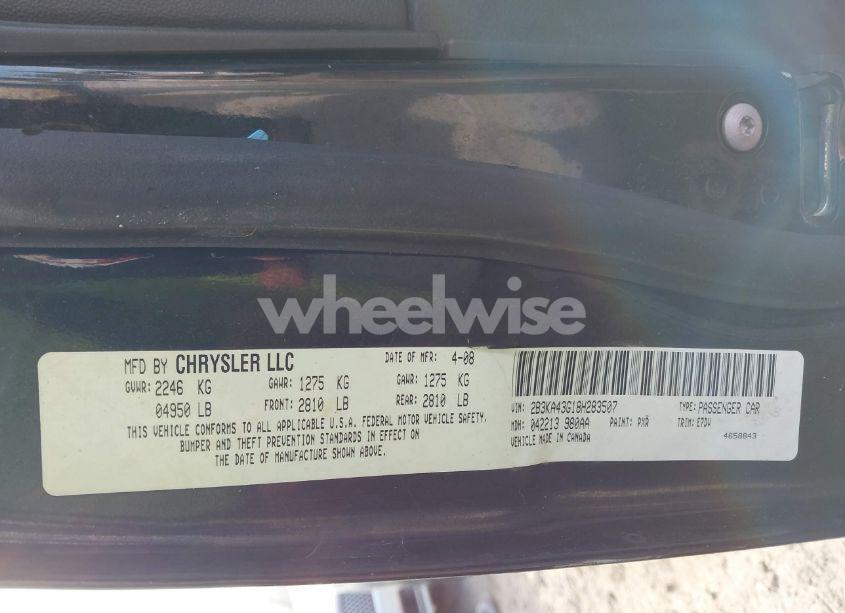 wheelwise
MFD BY CHRYSLER LLC DATE OF MFR: 4-08
GVWR: 2246 KG GAWR: 1275 KG GAWR: 1275 KG
04950 LB FRONT: 2810 LB REAR: 2810 LB
THIS VEHICLE CONFORMS TO ALL APPLICABLE U.S.A. FEDERAL MOTOR VEHICLE SAFETY,
BUMPER AND THEFT PREVENTION STANDARDS IN EFFECT ON
THE DATE OF MANUFACTURE SHOWN ABOVE.
VIN: 2B3KA43G18H283507 TYPE: PASSENGER CAR
MDH: 042213 980AA PAINT: PXR TRIM: E7DV
VEHICLE MADE IN CANADA 4658843